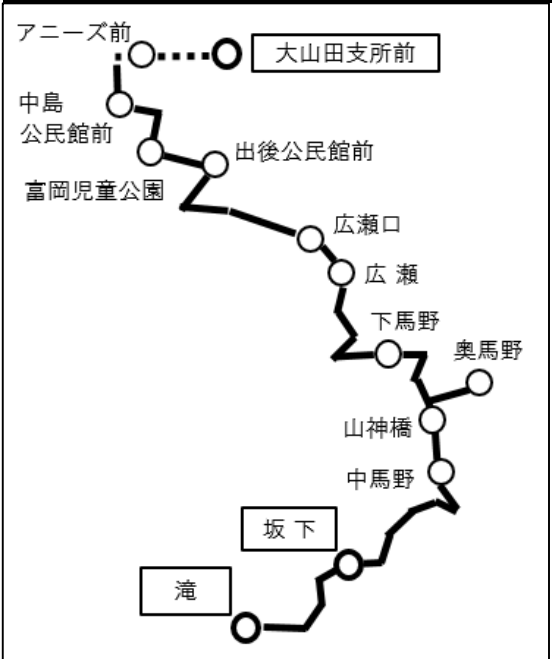 アニーズ前
大山田支所前
中島
公民館前
出後公民館前
富岡児童公園
広瀬口
広 瀬
下馬野
奥馬野
山神橋
中馬野
坂 下
滝